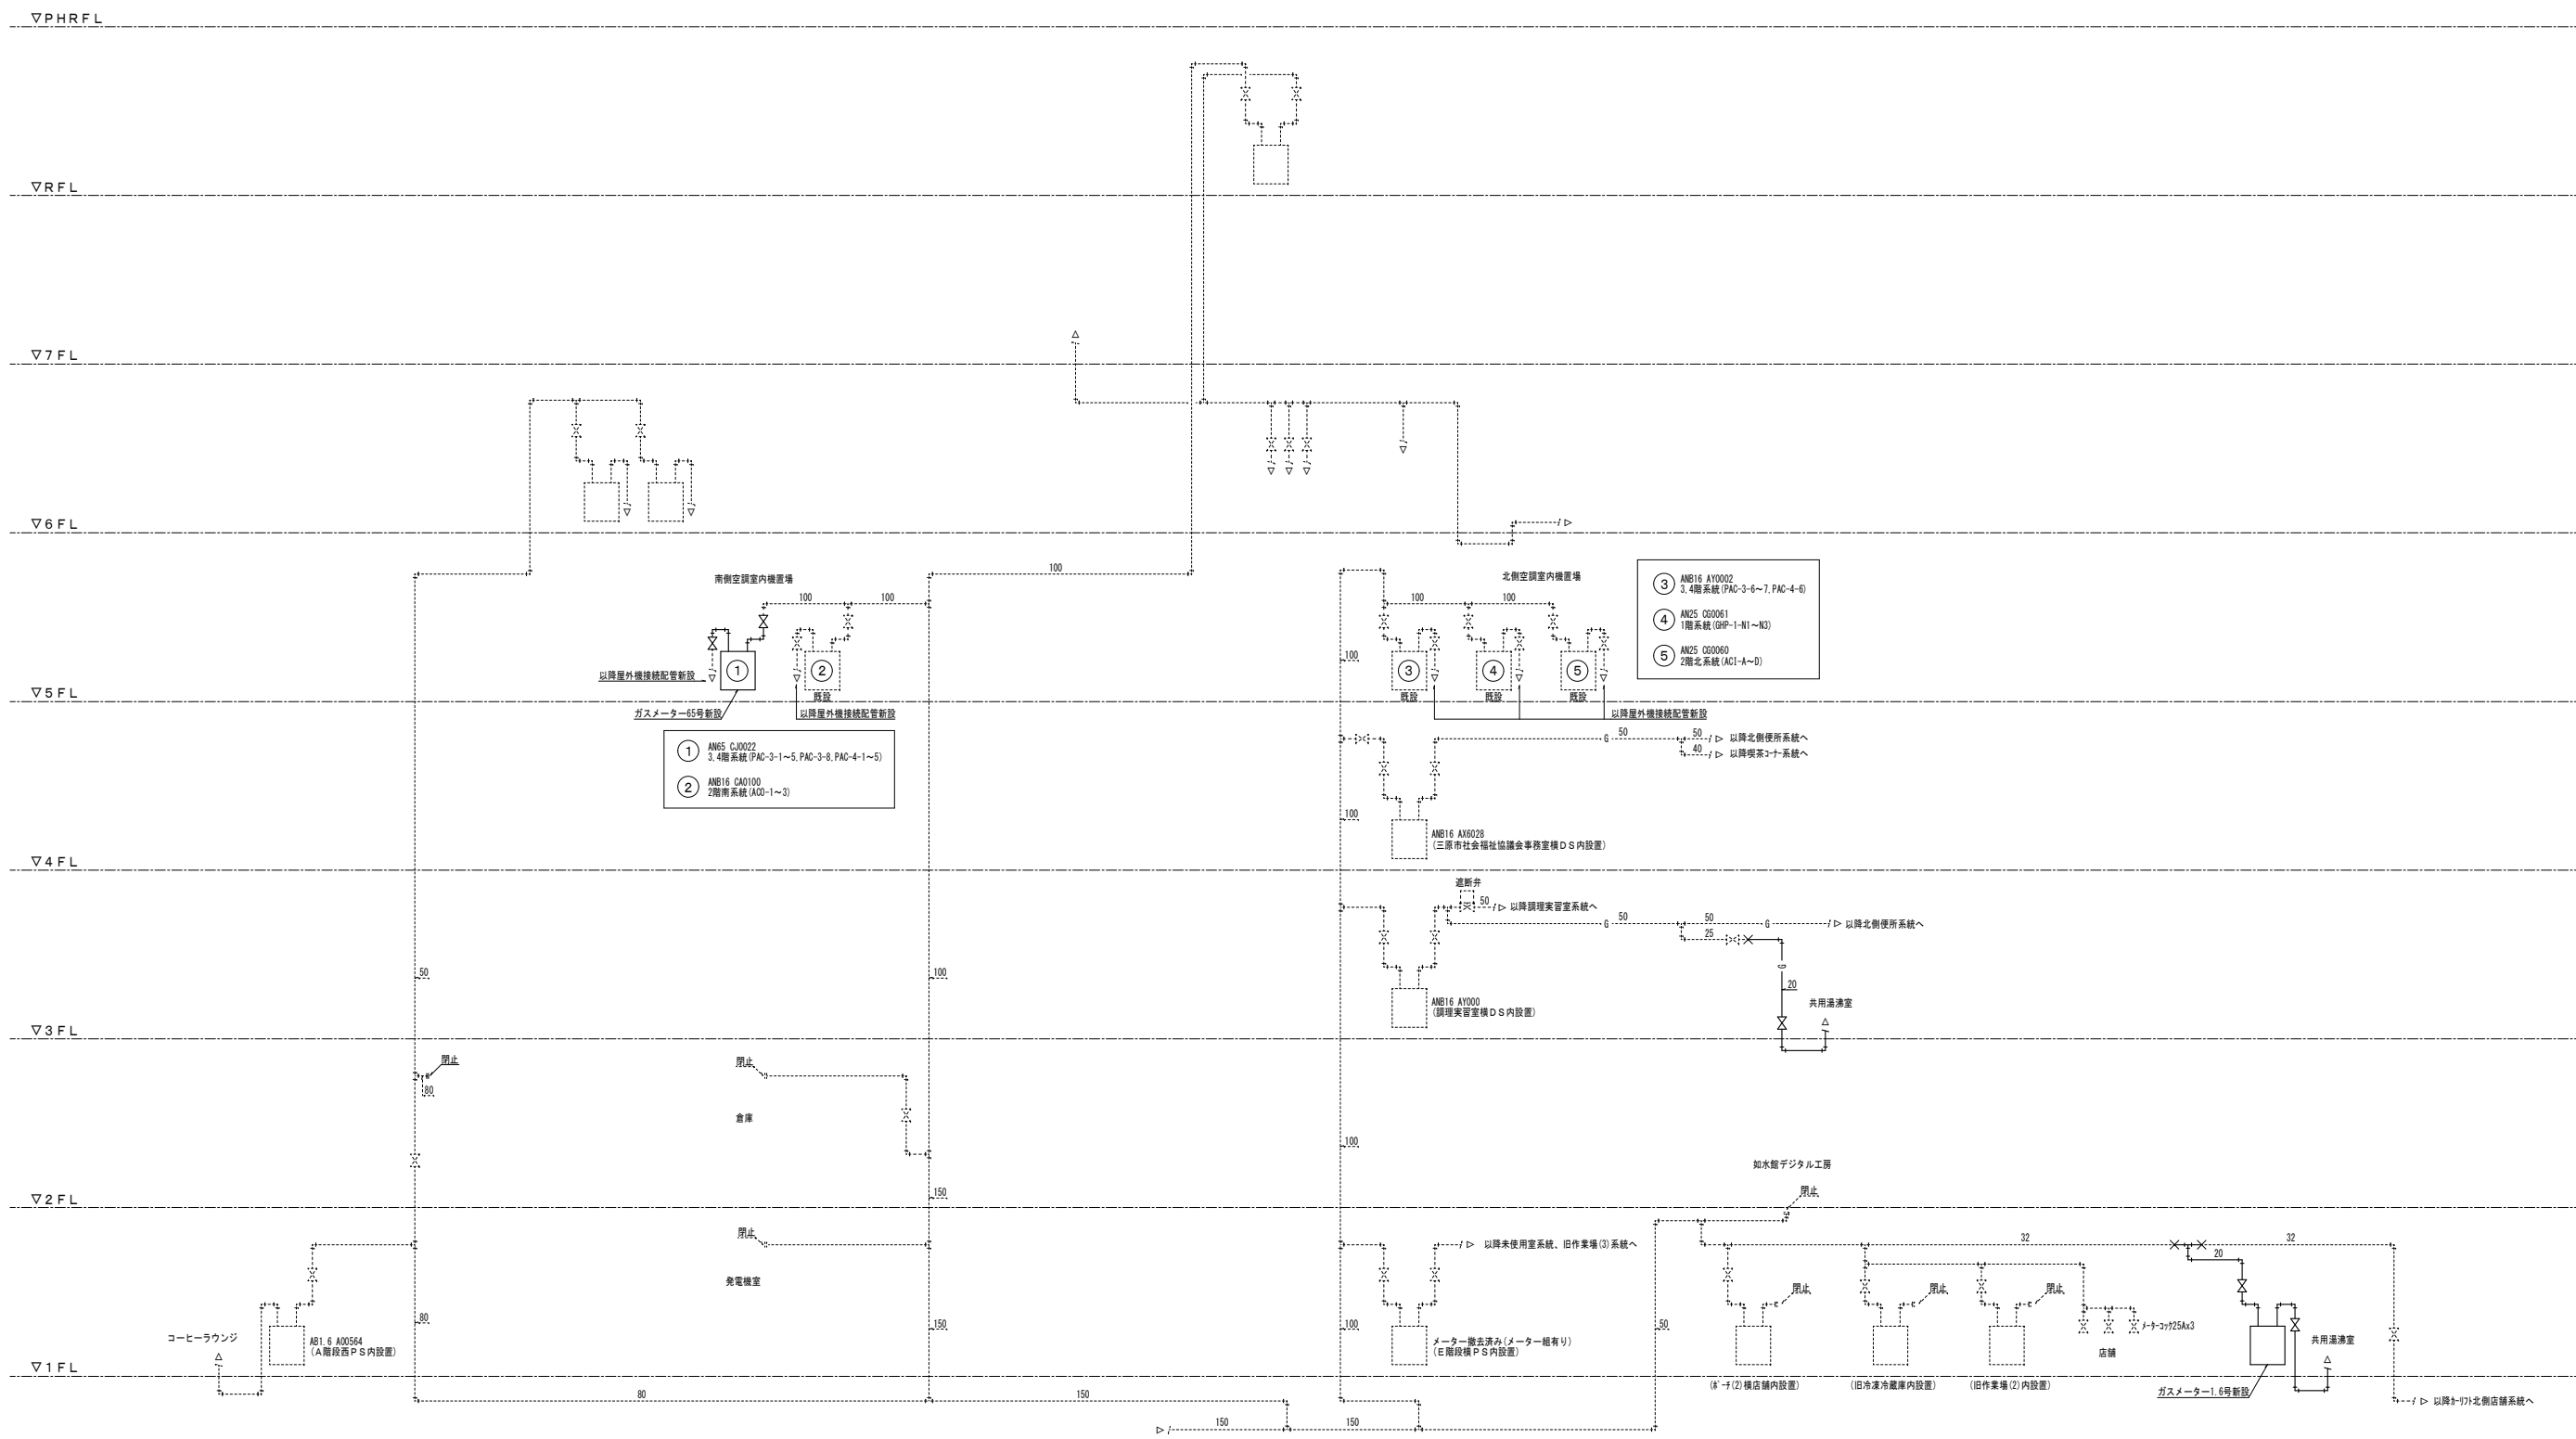 ▽PHRFL
▽RFL
▽7FL
▽6FL
100
南側空調室内機置場
100
100
以降屋外機接続配管新設
1
2
既設
ガスメーター65号新設
以降屋外機接続配管新設
1
AN65 CJ0022
3.4階系統(PAC-3-1～5.PAC-3-8.PAC-4-1～5)
2
ANB16 CA0100
2階南系統(ACO-1～3)
北側空調室内機置場
100
100
100
3
4
5
既設
既設
既設
以降屋外機接続配管新設
3
ANB16 AY0002
3.4階系統(PAC-3-6～7.PAC-4-6)
4
AN25 CG0061
1階系統(GHP-1-N1～N3)
5
AN25 CG0060
2階北系統(ACI-A～D)
▽5FL
G
50
50
以降北側便所系統へ
40
以降喫茶コーナー系統へ
100
ANB16 AX6028
(三原市社会福祉協議会事務室横DS内設置)
▽4FL
遮断弁
50
以降調理実習室系統へ
G
50
50
G
以降北側便所系統へ
25
G
20
共用湯沸室
50
100
ANB16 AY000
(調理実習室横DS内設置)
▽3FL
閉止
80
閉止
倉庫
100
150
如水館デジタル工房
閉止
▽2FL
閉止
発電機室
以降未使用室系統、旧作業場(3)系統へ
32
32
20
閉止
閉止
閉止
80
150
100
50
コーヒーラウンジ
AB1.6 A00564
(A階段西PS内設置)
メーター撤去済み(メーター組有り)
(E階段横PS内設置)
メーターコック25Ax3
店舗
共用湯沸室
▽1FL
(ポーチ(2)横店舗内設置)
(旧冷凍冷蔵庫内設置)
(旧作業場(2)内設置)
ガスメーター1.6号新設
以降カーリフト北側店舗系統へ
80
150
150
150